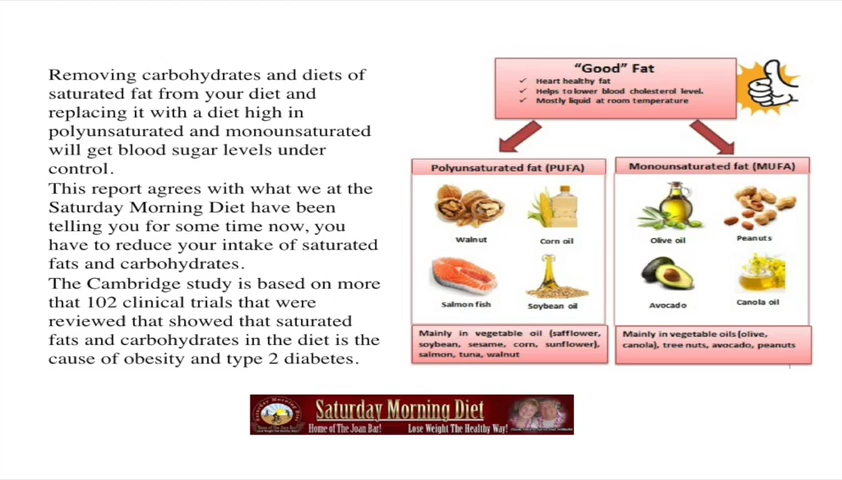 Removing carbohydrates and diets of
saturated fat from your diet and
replacing it with a diet high in
polyunsaturated and monounsaturated
will get blood sugar levels under
control.
This report agrees with what we at the
Saturday Morning Diet have been
telling you for some time now, you
have to reduce your intake of saturated
fats and carbohydrates.
The Cambridge study is based on more
that 102 clinical trials that were
reviewed that showed that saturated
fats and carbohydrates in the diet is the
cause of obesity and type 2 diabetes.
“Good” Fat
✓ Heart healthy fat
✓ Helps to lower blood cholesterol level.
✓ Mostly liquid at room temperature
Polyunsaturated fat (PUFA)
Walnut
Corn oil
Salmon fish
Soybean oil
Mainly in vegetable oil (safflower,
soybean, sesame, corn, sunflower),
salmon, tuna, walnut
Monounsaturated fat (MUFA)
Olive oil
Peanuts
Avocado
Canola oil
Mainly in vegetable oils (olive,
canola), tree nuts, avocado, peanuts
Saturday Morning Diet
Home of The Joan Bar! Lose Weight The Healthy Way!